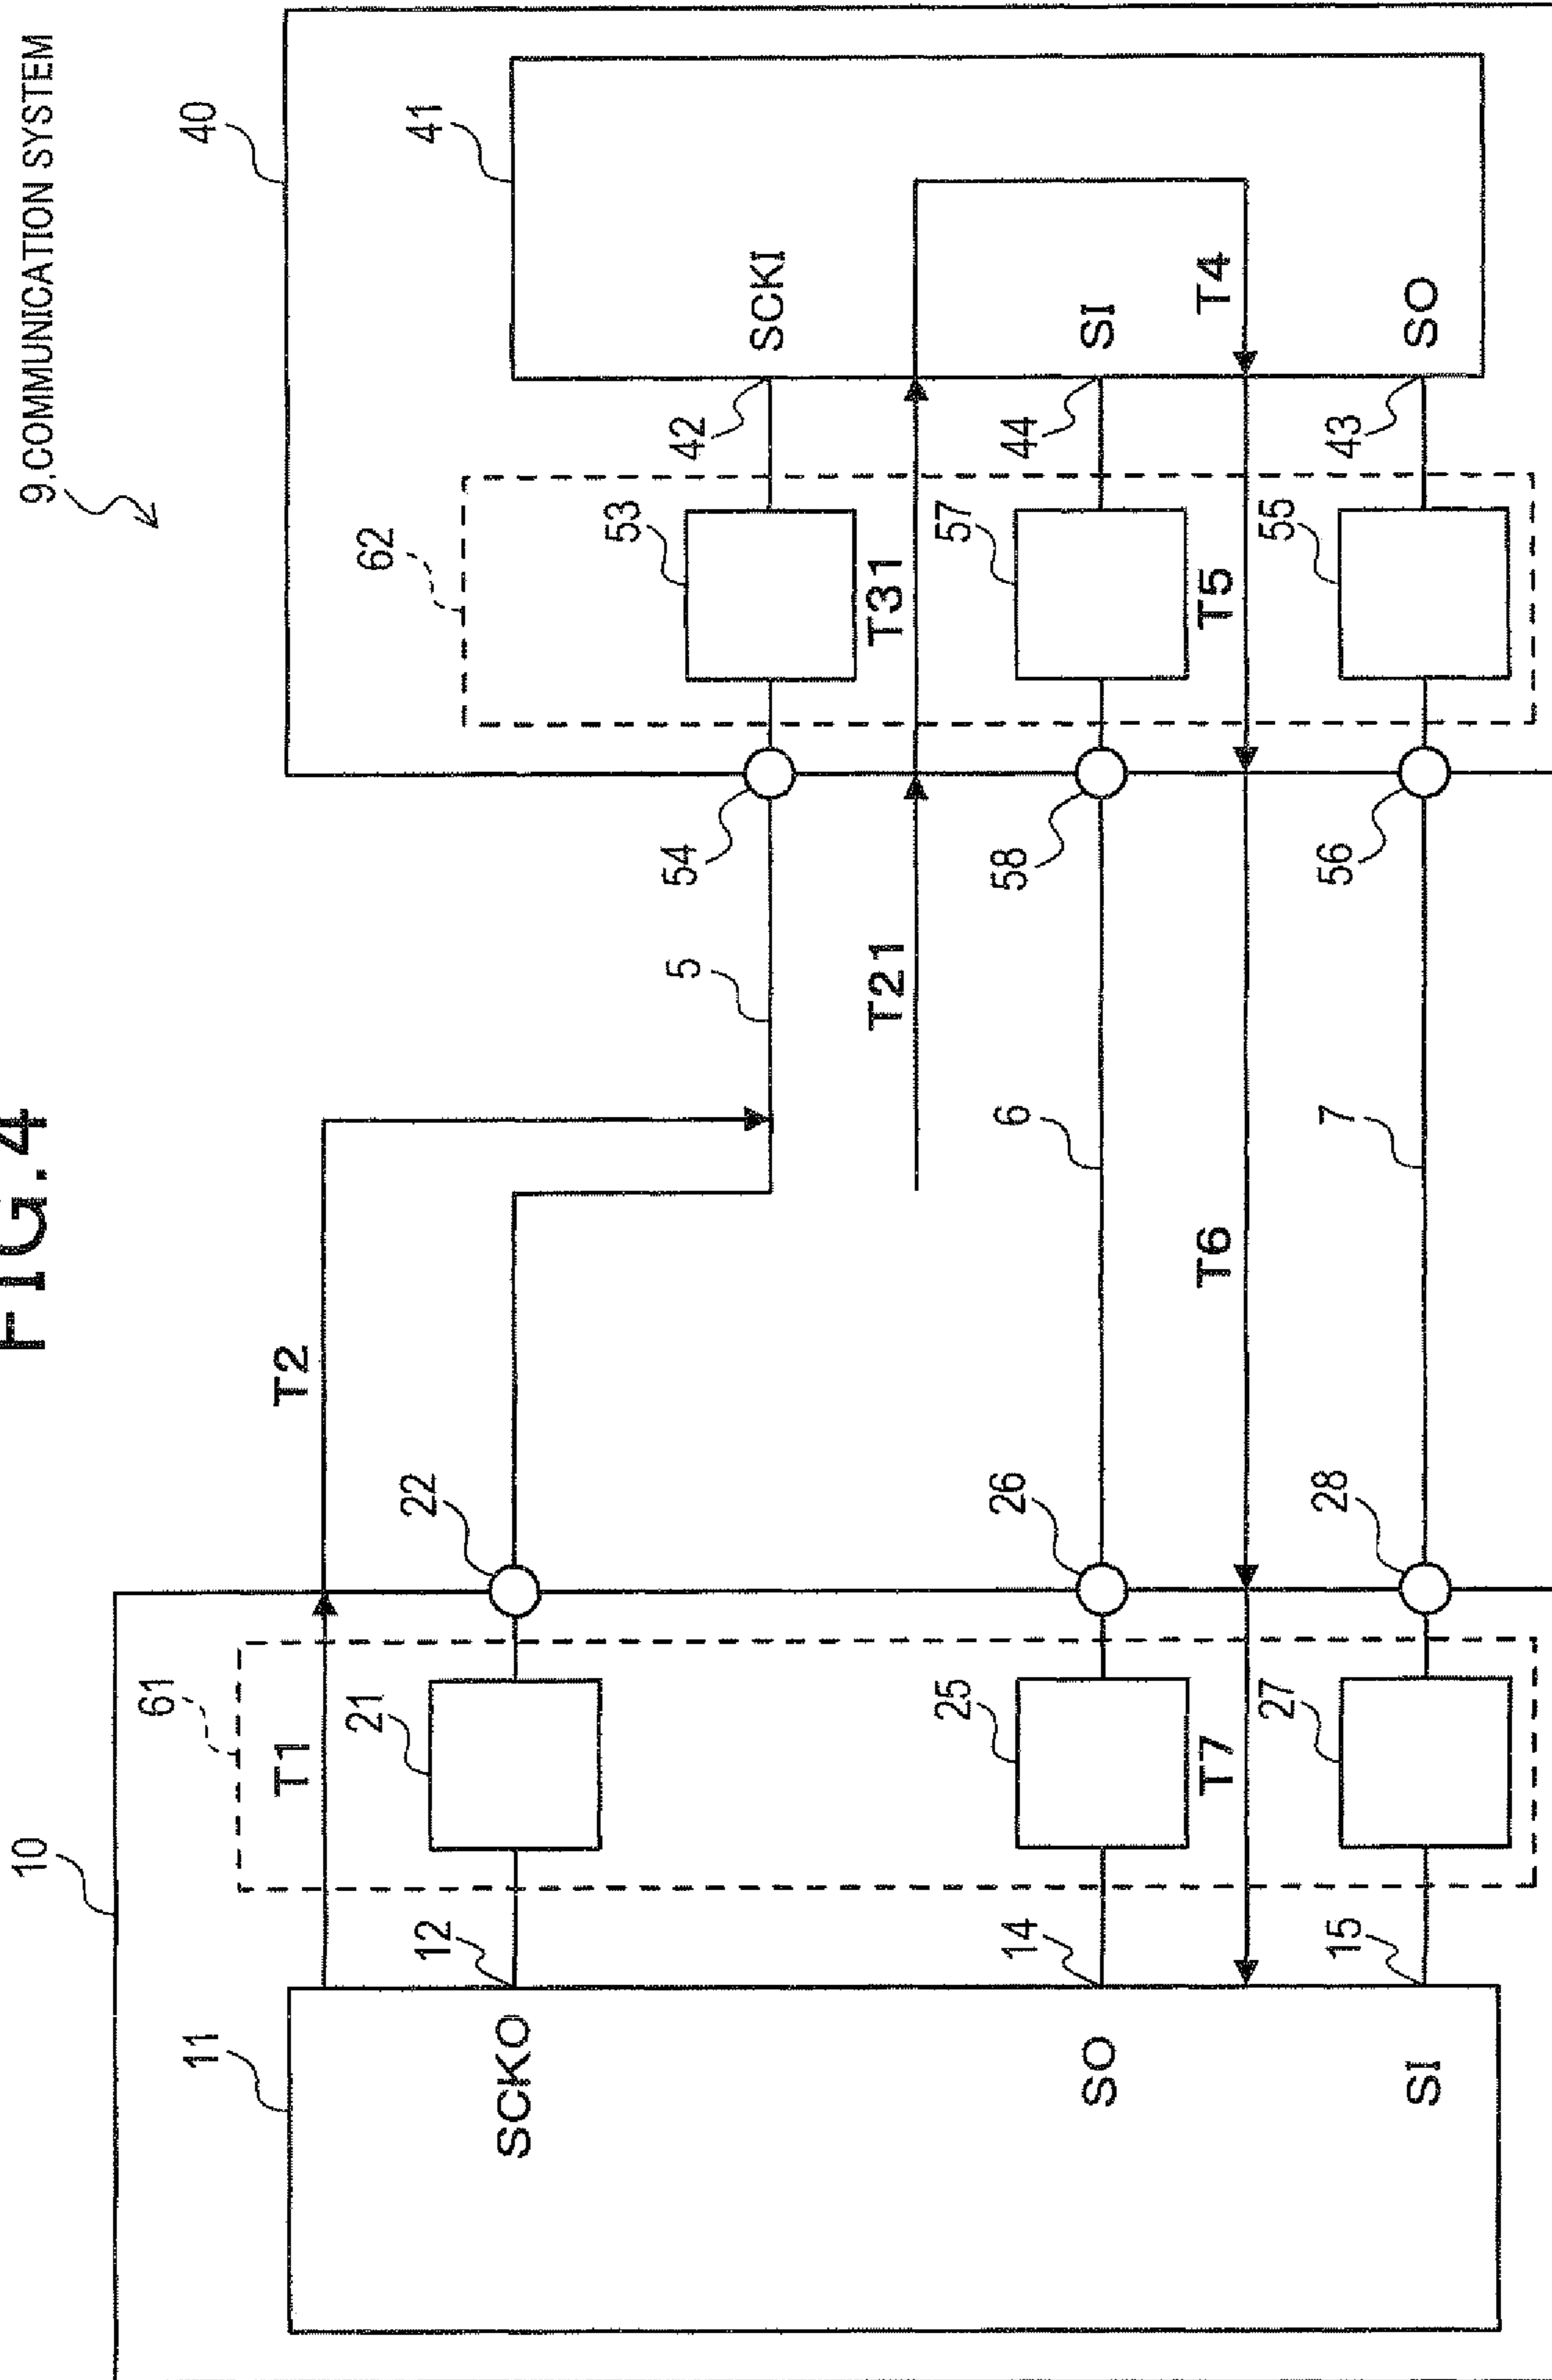 FIG.4
9,COMMUNICATION SYSTEM
10
40
11
61
62
41
T1
T2
21
22
12
SCKO
5
54
53
42
SCKI
T21
T31
25
26
14
SO
6
58
57
44
SI
T7
T6
T5
T4
27
28
15
SI
7
56
55
43
SO